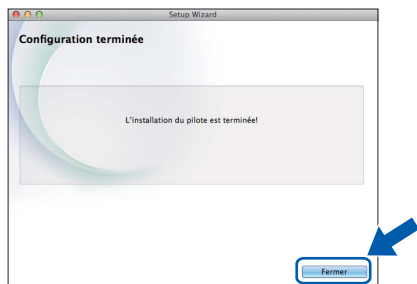 Setup Wizard
Configuration terminée
L'installation du pilote est terminée!
Fermer